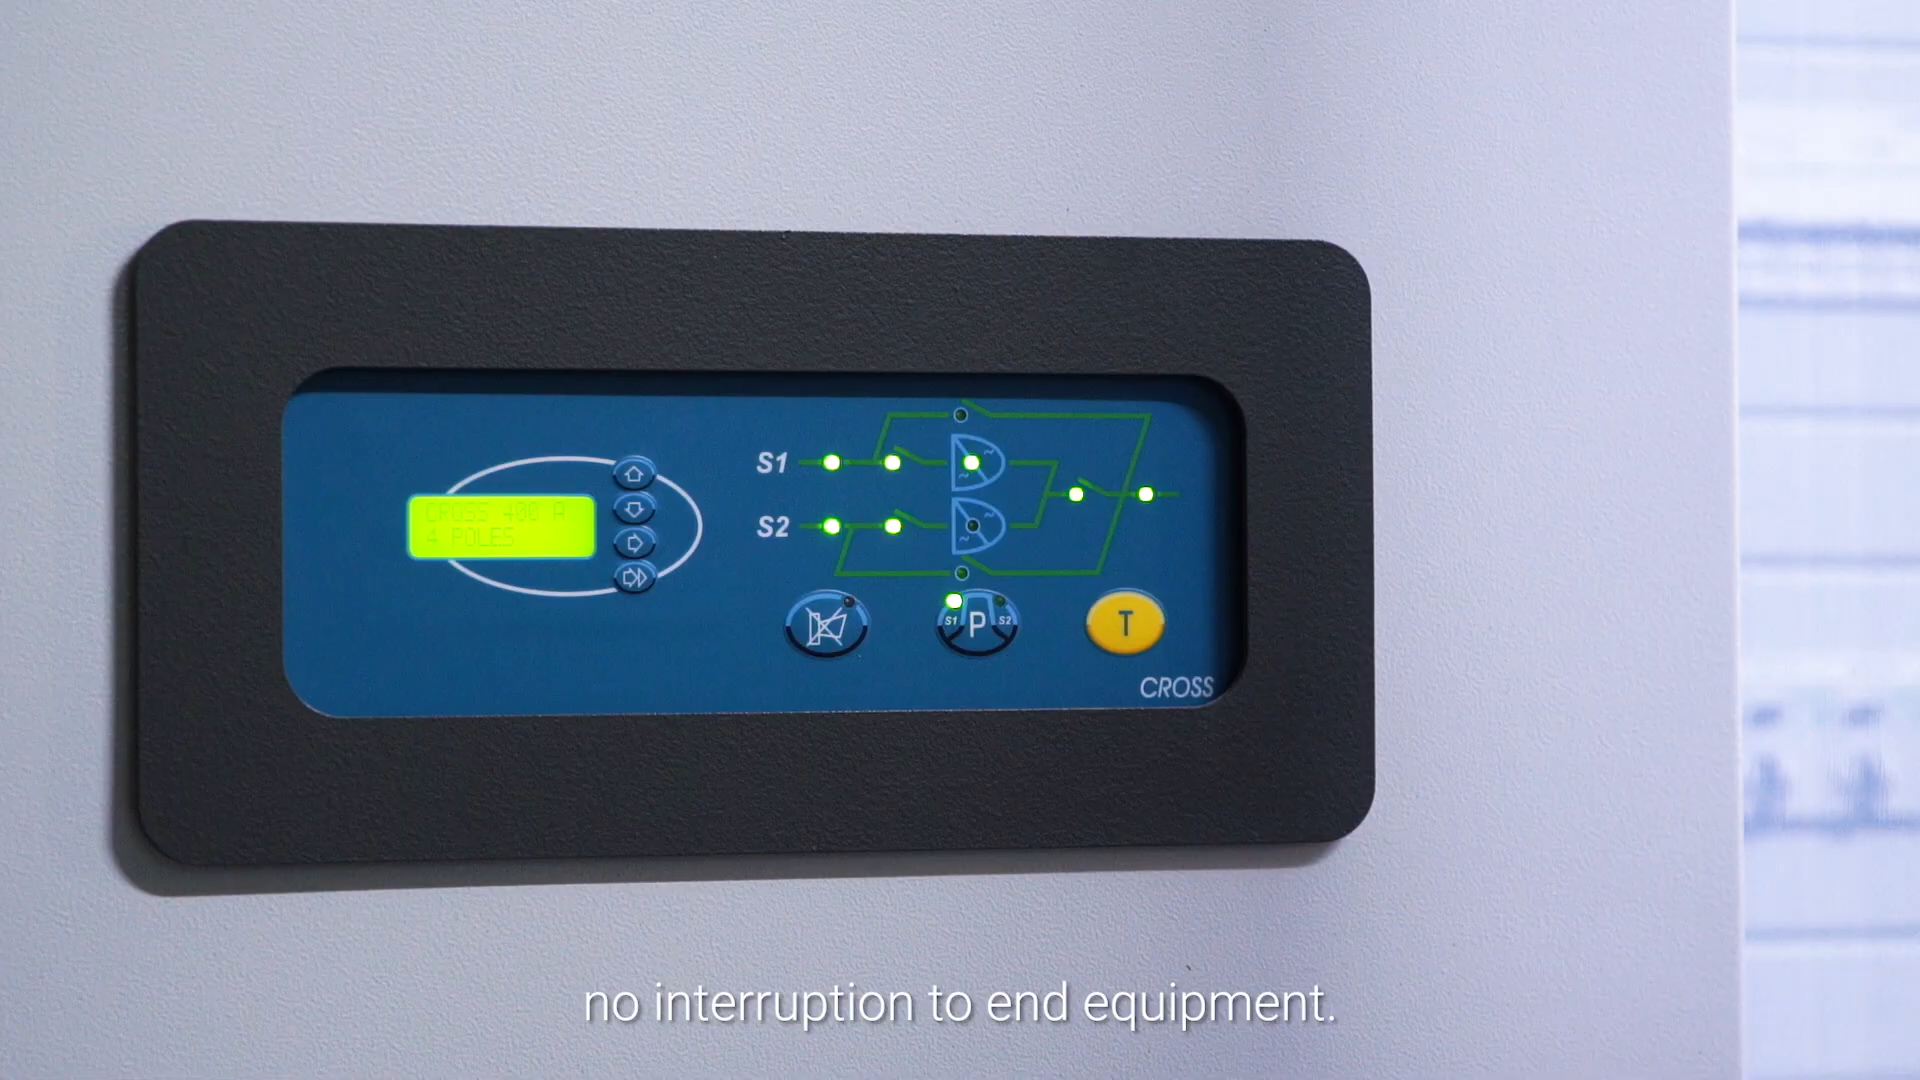 CROSS 400 A
4 POLES
S1
S2
S1 P S2
T
CROSS
no interruption to end equipment.